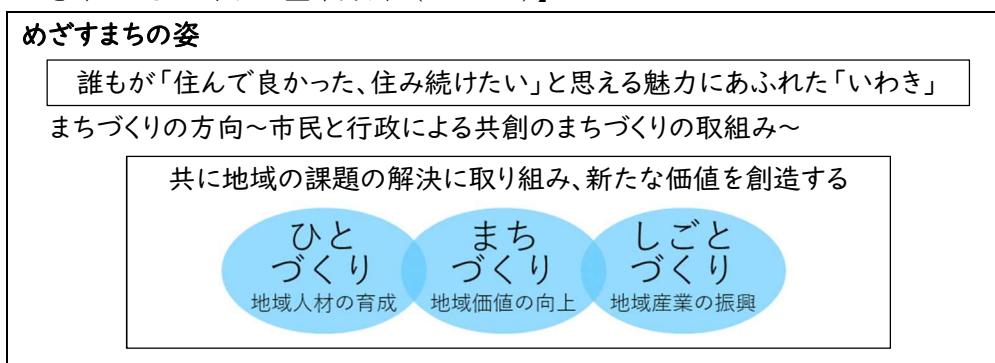 めざすまちの姿
誰もが「住んで良かった、住み続けたい」と思える魅力にあふれた「いわき」
まちづくりの方向~市民と行政による共創のまちづくりの取組み~
共に地域の課題の解決に取り組み、新たな価値を創造する
ひと
づくり
地域人材の育成
まち
づくり
地域価値の向上
しごと
づくり
地域産業の振興